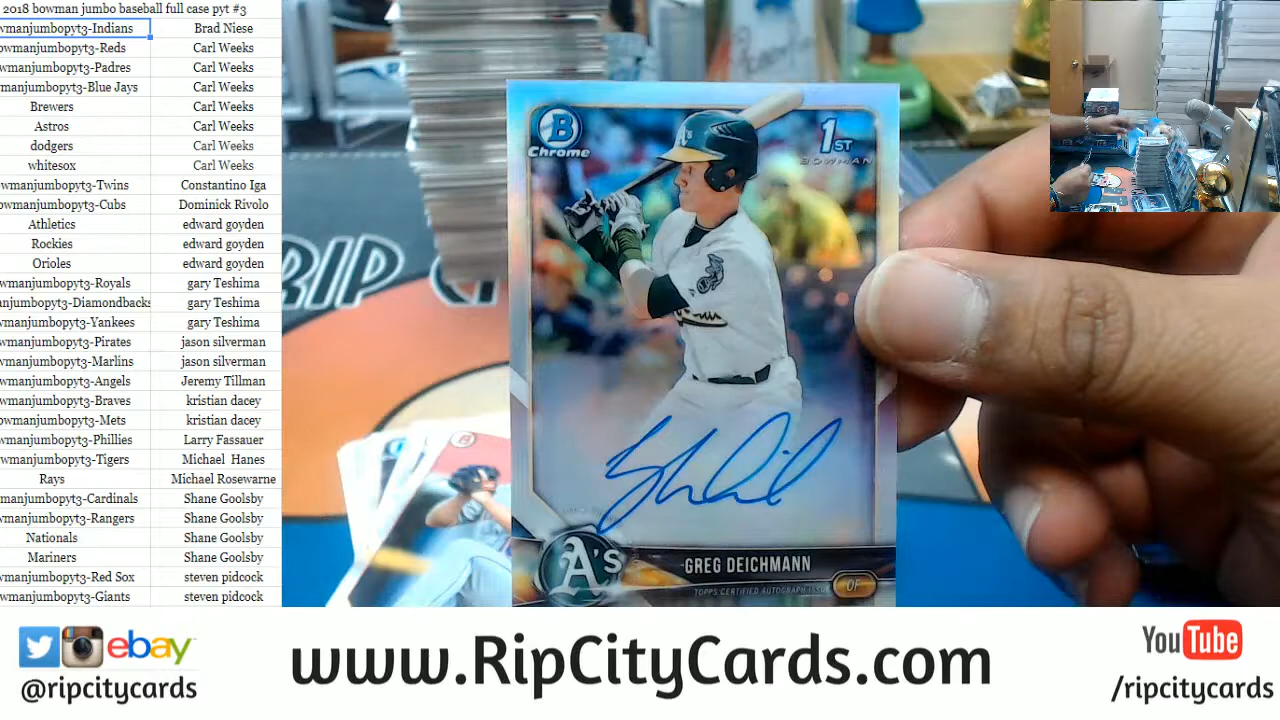 2018 bowman jumbo baseball full case pyt #3
wmanjumbopyt3-Indians Brad Niese
owmanjumbopyt3-Reds Carl Weeks
owmanjumbopyt3-Padres Carl Weeks
manjumbopyt3-Blue Jays Carl Weeks
Brewers Carl Weeks
Astros Carl Weeks
dodgers Carl Weeks
whitesox Carl Weeks
owmanjumbopyt3-Twins Constantino Iga
owmanjumbopyt3-Cubs Dominick Rivolo
Athletics edward goyden
Rockies edward goyden
Orioles edward goyden
wmanjumbopyt3-Royals gary Teshima
anjumbopyt3-Diamondbacks gary Teshima
wmanjumbopyt3-Yankees gary Teshima
wmanjumbopyt3-Pirates jason silverman
wmanjumbopyt3-Marlins jason silverman
wmanjumbopyt3-Angels Jeremy Tillman
wmanjumbopyt3-Braves kristian dacey
owmanjumbopyt3-Mets kristian dacey
wmanjumbopyt3-Phillies Larry Fassauer
wmanjumbopyt3-Tigers Michael Hanes
Rays Michael Rosewarne
manjumbopyt3-Cardinals Shane Goolsby
wmanjumbopyt3-Rangers Shane Goolsby
Nationals Shane Goolsby
Mariners Shane Goolsby
wmanjumbopyt3-Red Sox steven pidcock
wmanjumbopyt3-Giants steven pidcock
RIP C
B
Chrome
1ST
BOWMAN
A's
A's
GREG DEICHMANN
TOPPS CERTIFIED AUTOGRAPH ISSUE
OF
ebay
@ripcitycards
www.RipCityCards.com
YouTube
/ripcitycards